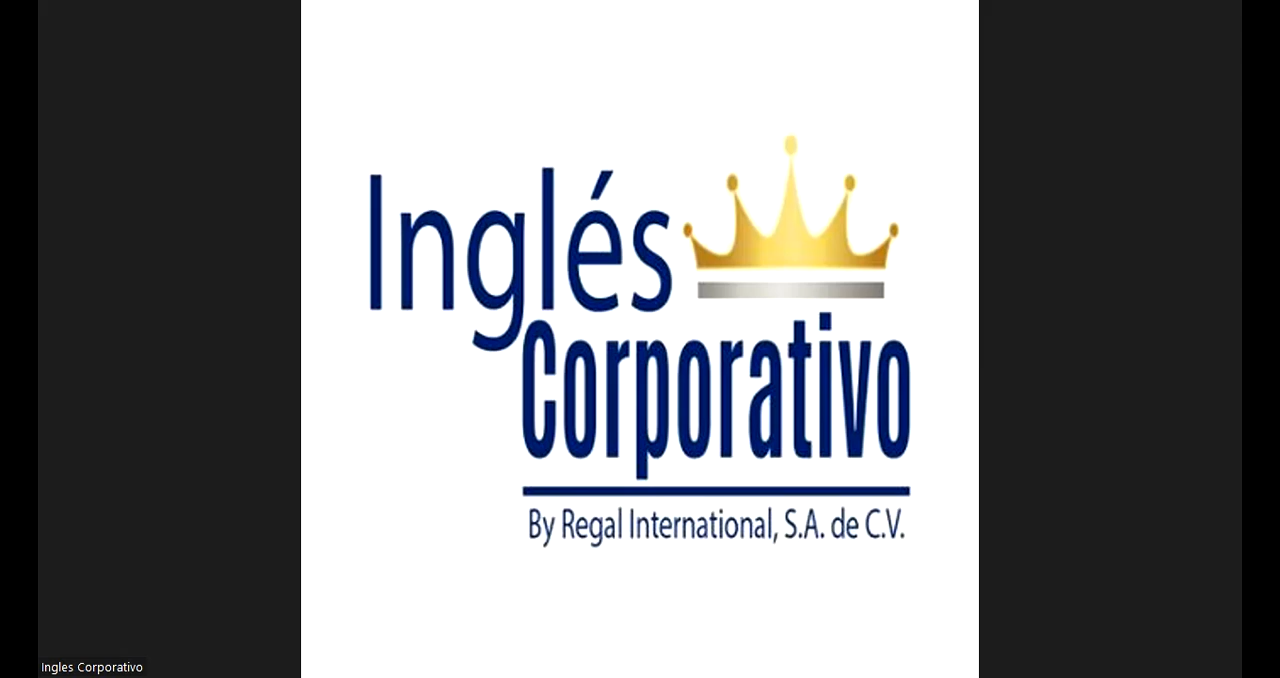 Inglés
Corporativo
By Regal International, S.A. de C.V.
Ingles Corporativo